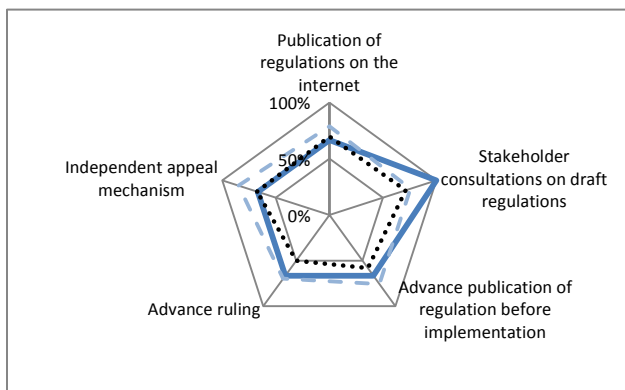 Publication of
regulations on the
internet
100%
50%
0%
Stakeholder
consultations on draft
regulations
Advance publication of
regulation before
implementation
Advance ruling
Independent appeal
mechanism